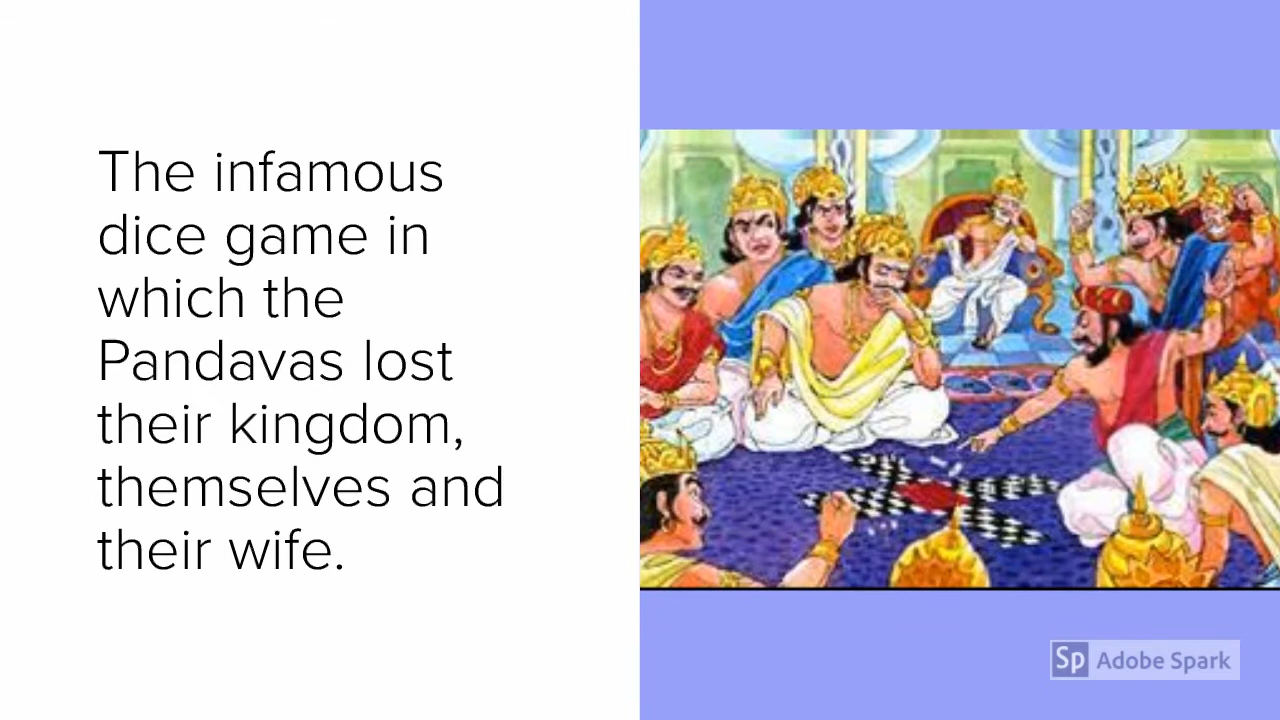 The infamous
dice game in
which the
Pandavas lost
their kingdom,
themselves and
their wife.
Sp Adobe Spark